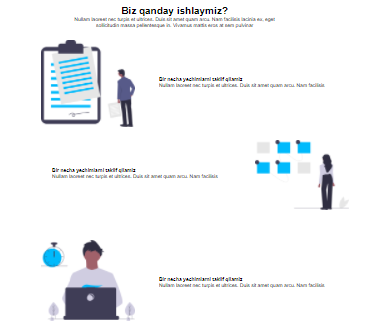 Biz qanday ishlaymiz?
Nullam laoreet nec turpis et ultrices. Duis sit amet quam arcu. Nam facilisis lacinia ex, eget
sollicitudin massa pellentesque in. Vivamus mattis eros at sem pulvinar
Bir necha yechimlarni taklif qilamiz
Nullam laoreet nec turpis et ultrices. Duis sit amet quam arcu. Nam facilisis
Bir necha yechimlarni taklif qilamiz
Nullam laoreet nec turpis et ultrices. Duis sit amet quam arcu. Nam facilisis
Bir necha yechimlarni taklif qilamiz
Nullam laoreet nec turpis et ultrices. Duis sit amet quam arcu. Nam facilisis